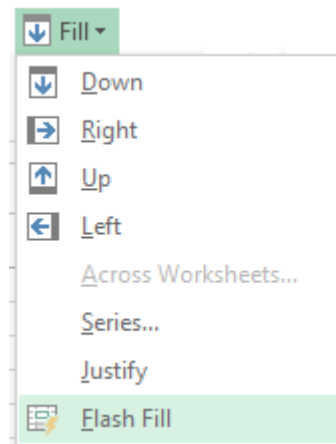 Fill
Down
Right
Up
Left
Across Worksheets...
Series...
Justify
Flash Fill